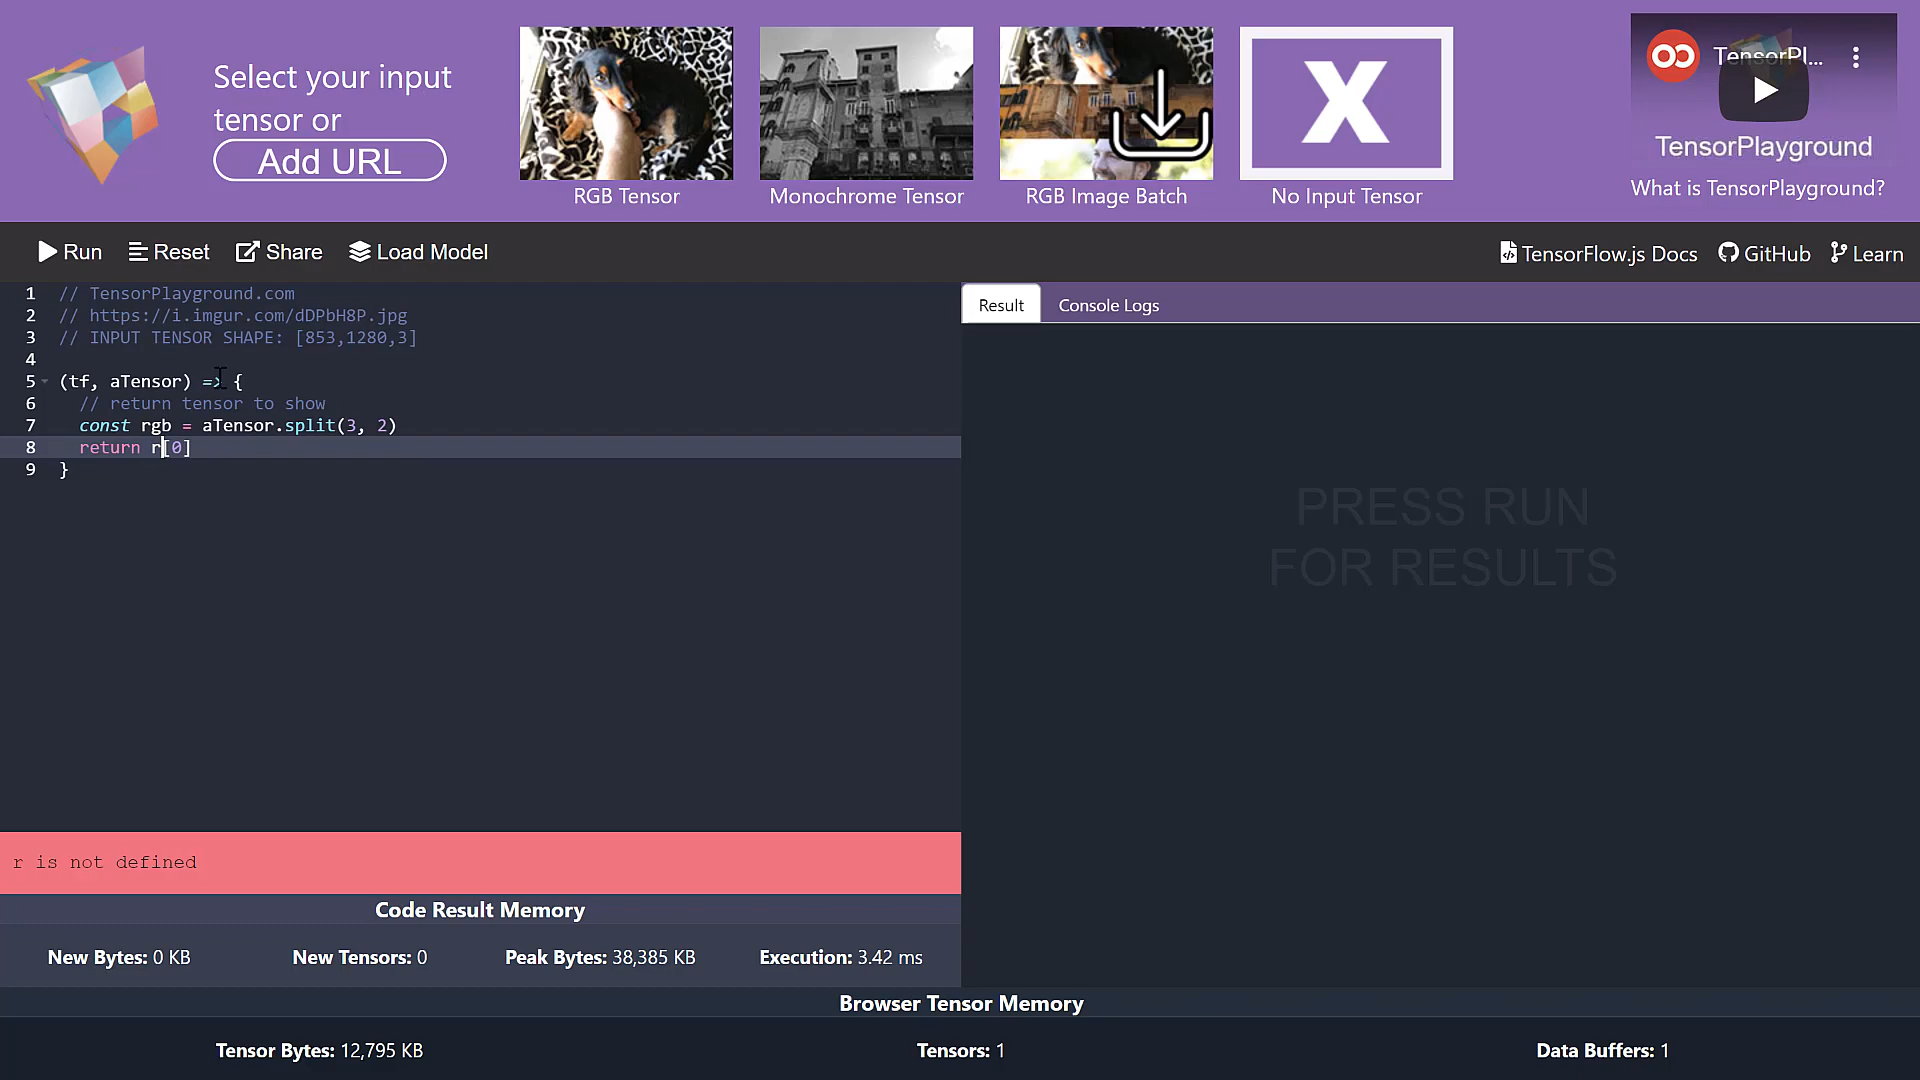 Select your input
tensor or
Add URL
RGB Tensor
Monochrome Tensor
RGB Image Batch
X
No Input Tensor
TensorPl...
TensorPlayground
What is TensorPlayground?
Run
Reset
Share
Load Model
TensorFlow.js Docs
GitHub
Learn
1 // TensorPlayground.com
2 // https://i.imgur.com/dDPbH8P.jpg
3 // INPUT TENSOR SHAPE: [853,1280,3]
4
5 (tf, aTensor) => {
6 // return tensor to show
7 const rgb = aTensor.split(3, 2)
8 return r[0]
9 }
Result
Console Logs
PRESS RUN
FOR RESULTS
r is not defined
Code Result Memory
New Bytes: 0 KB
New Tensors: 0
Peak Bytes: 38,385 KB
Execution: 3.42 ms
Browser Tensor Memory
Tensor Bytes: 12,795 KB
Tensors: 1
Data Buffers: 1